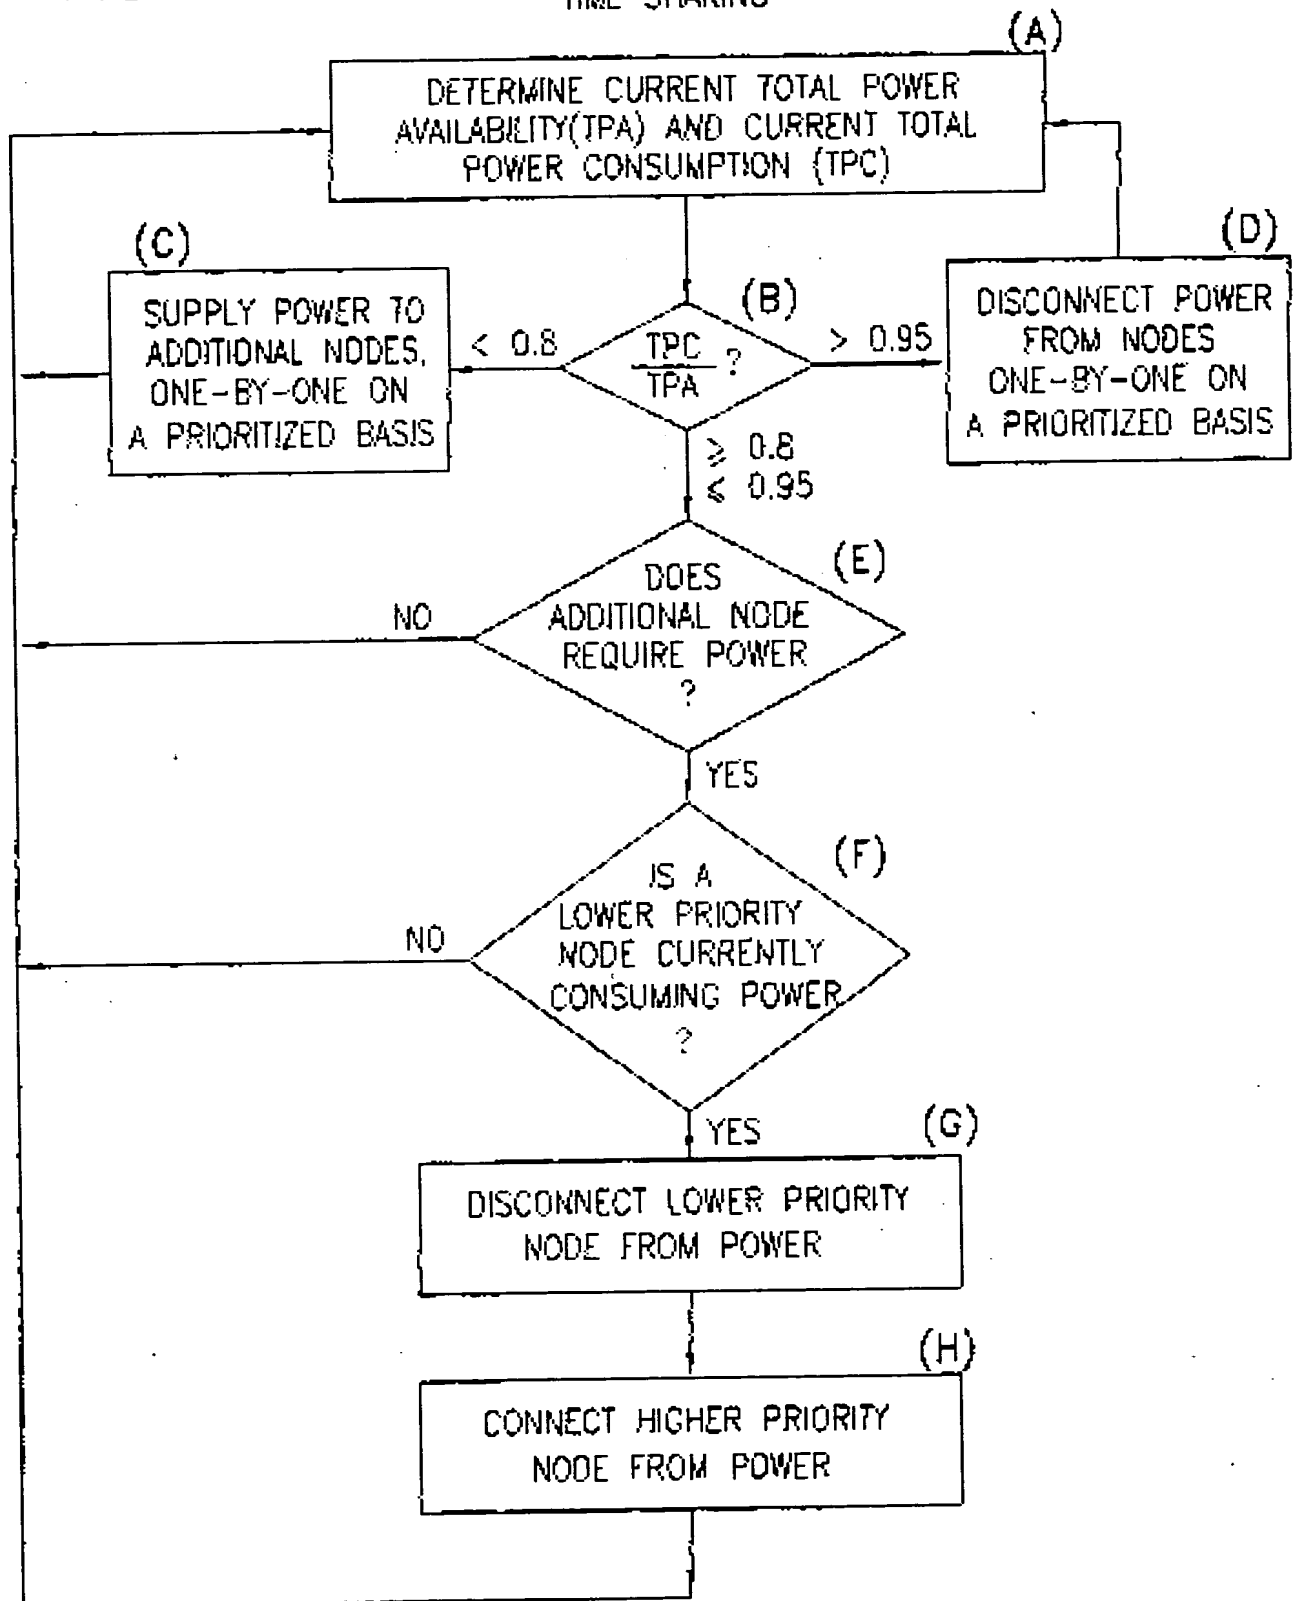 TIME SHARING
(A)
DETERMINE CURRENT TOTAL POWER
AVAILABILITY(TPA) AND CURRENT TOTAL
POWER CONSUMPTION (TPC)
(C)
SUPPLY POWER TO
ADDITIONAL NODES,
ONE-BY-ONE ON
A PRIORITIZED BASIS
< 0.8
(B)
TPC
TPA
?
> 0.95
(D)
DISCONNECT POWER
FROM NODES
ONE-BY-ONE ON
A PRIORITIZED BASIS
≥ 0.8
≤ 0.95
(E)
DOES
ADDITIONAL NODE
REQUIRE POWER
?
NO
YES
(F)
IS A
LOWER PRIORITY
NODE CURRENTLY
CONSUMING POWER
?
NO
YES
(G)
DISCONNECT LOWER PRIORITY
NODE FROM POWER
(H)
CONNECT HIGHER PRIORITY
NODE FROM POWER